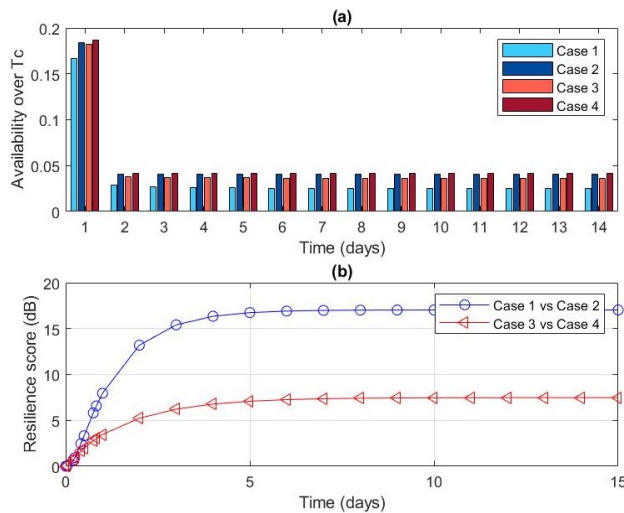 (a)
Availability over Tc
0.2
0.15
0.1
0.05
0
Case 1
Case 2
Case 3
Case 4
1 2 3 4 5 6 7 8 9 10 11 12 13 14
Time (days)
(b)
Resilience score (dB)
20
15
10
5
0
Case 1 vs Case 2
Case 3 vs Case 4
0 5 10 15
Time (days)